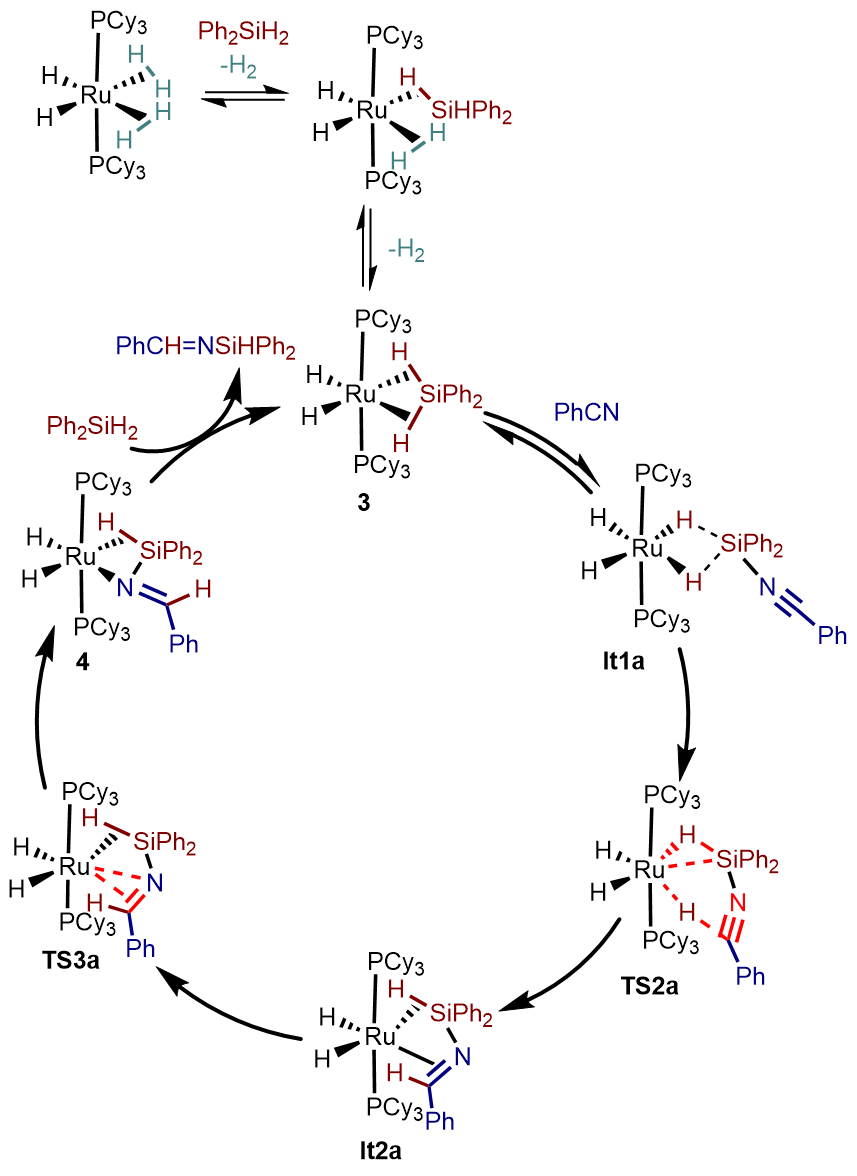 PCy3
H
H
Ru
H
H
H
H
PCy3
Ph2SiH2
-H2
PCy3
H
H
Ru
H
SiHPh2
H
H
PCy3
-H2
PhCH=NSiHPh2
Ph2SiH2
PCy3
H
H
Ru
H
SiPh2
H
PCy3
3
PhCN
PCy3
H
H
Ru
H
SiPh2
N
H
Ph
PCy3
4
PCy3
H
H
Ru
H
H
SiPh2
N
Ph
PCy3
It1a
PCy3
H
H
Ru
H
SiPh2
N
H
Ph
PCy3
TS3a
PCy3
H
H
Ru
H
SiPh2
N
H
Ph
PCy3
TS2a
PCy3
H
H
Ru
H
SiPh2
N
H
Ph
PCy3
It2a